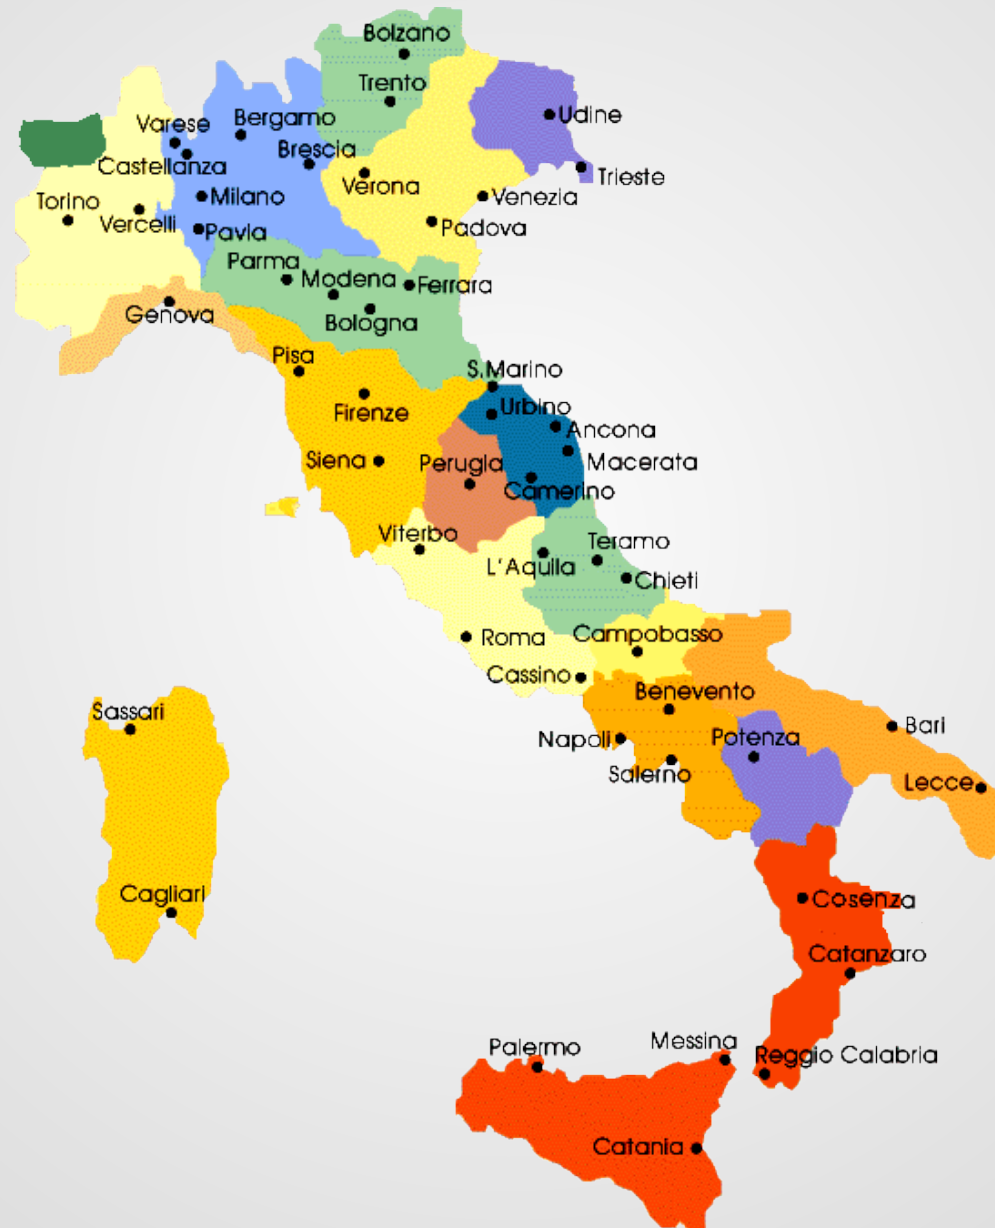 Bolzano
Trento
Udine
Bergamo
Varese
Brescia
Castellanza
Trieste
Verona
Milano
Venezia
Torino
Vercelli
Padova
Pavia
Parma
Modena
Ferrara
Genova
Bologna
Pisa
S.Marino
Firenze
Urbino
Ancona
Siena
Perugia
Macerata
Camerino
Viterbo
Teramo
L'Aquila
Chieti
Roma
Campobasso
Cassino
Benevento
Sassari
Bari
Napoli
Potenza
Salerno
Lecce
Cagliari
Cosenza
Catanzaro
Messina
Palermo
Reggio Calabria
Catania